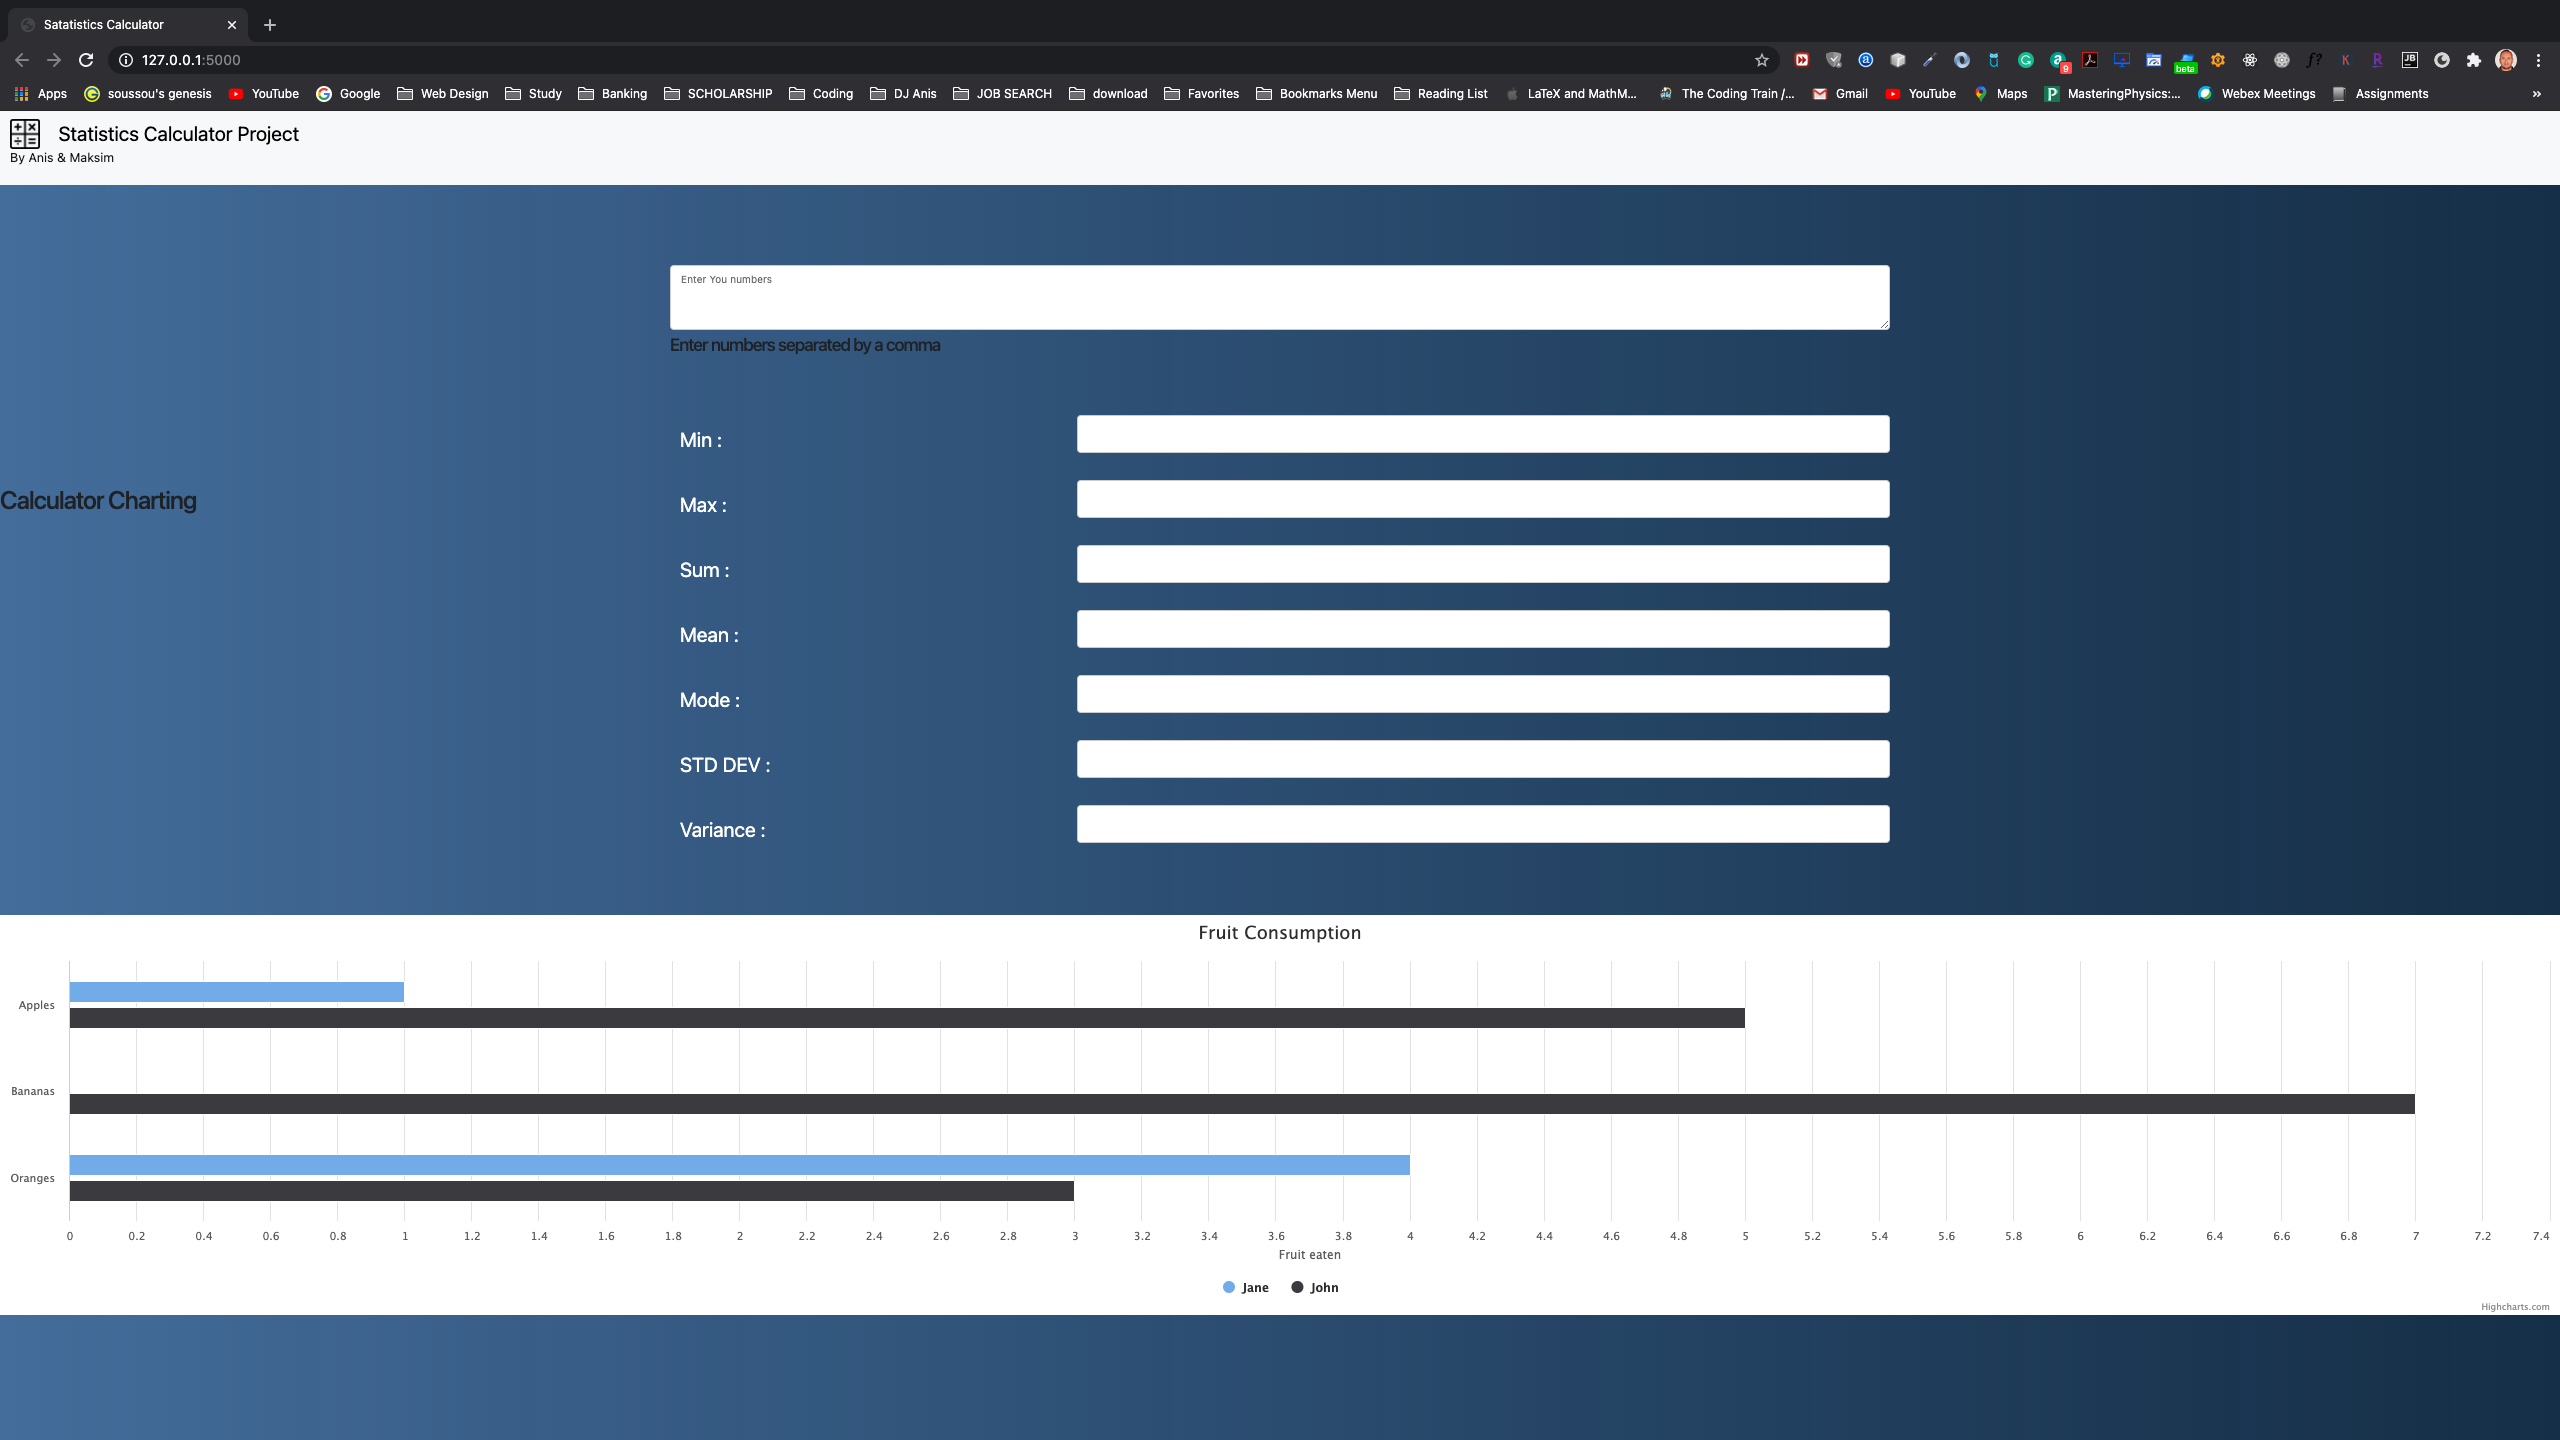 Satatistics Calculator
127.0.0.1:5000
9
beta
f?
K
R
JB
Apps soussou's genesis YouTube Google Web Design Study Banking SCHOLARSHIP Coding DJ Anis JOB SEARCH download Favorites Bookmarks Menu Reading List LaTeX and MathM... The Coding Train /... Gmail YouTube Maps MasteringPhysics:... Webex Meetings Assignments »
Statistics Calculator Project
By Anis & Maksim
Enter You numbers
Enter numbers separated by a comma
Min :
Max :
Calculator Charting
Sum :
Mean :
Mode :
STD DEV :
Variance :
Fruit Consumption
Apples
Bananas
Oranges
0 0.2 0.4 0.6 0.8 1 1.2 1.4 1.6 1.8 2 2.2 2.4 2.6 2.8 3 3.2 3.4 3.6 3.8 4 4.2 4.4 4.6 4.8 5 5.2 5.4 5.6 5.8 6 6.2 6.4 6.6 6.8 7 7.2 7.4
Fruit eaten
Jane John
Highcharts.com